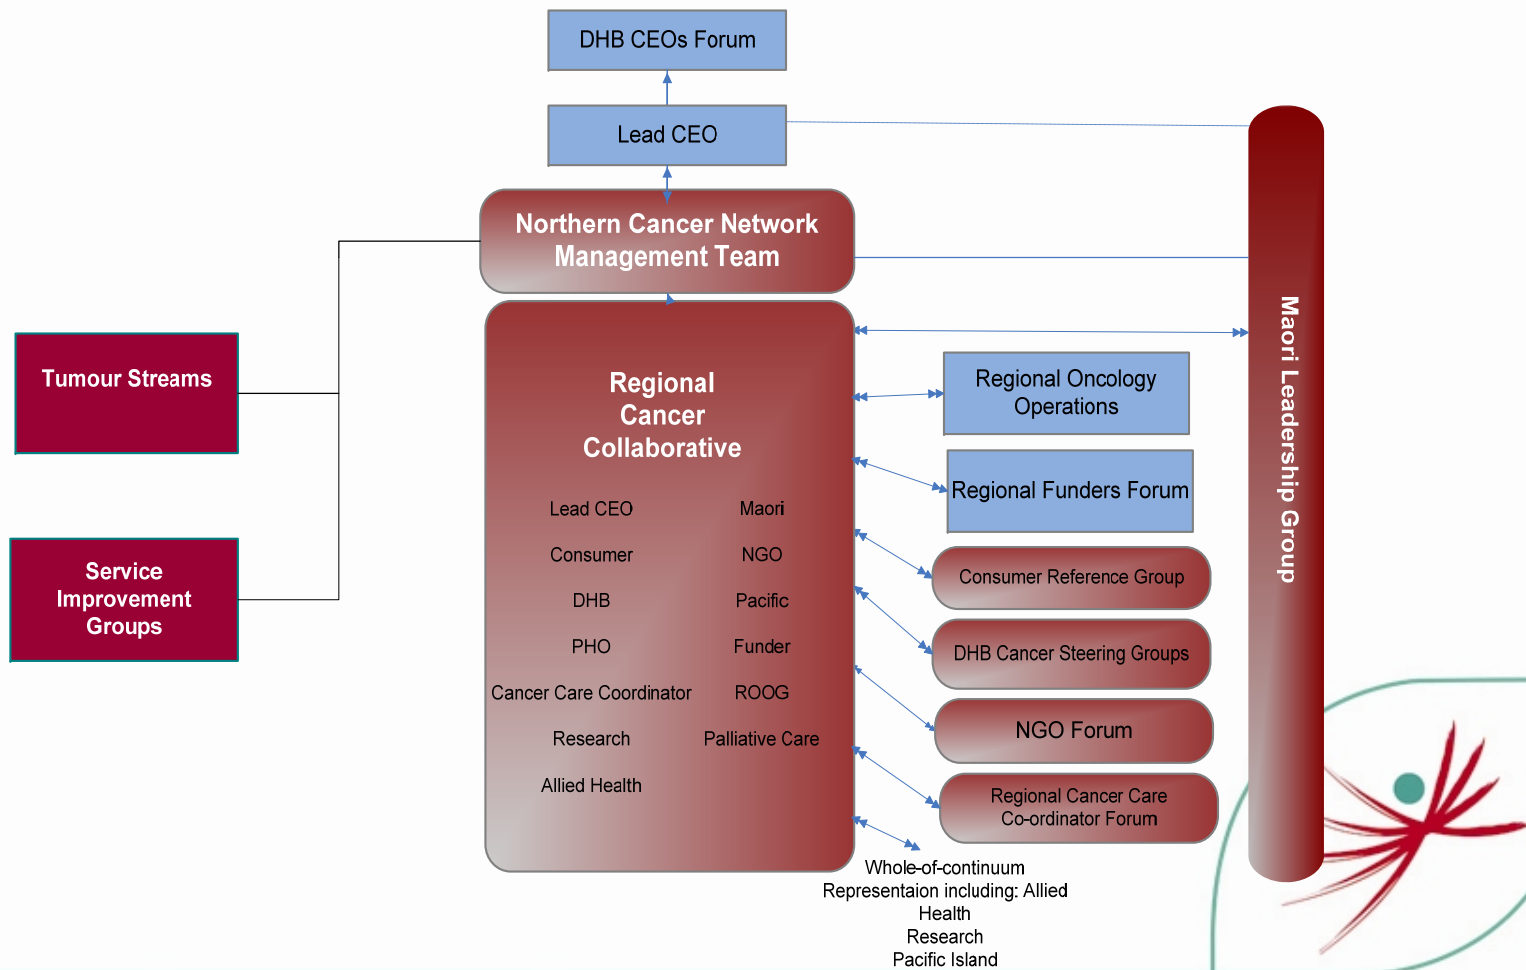 DHB CEOs Forum
Lead CEO
Northern Cancer Network
Management Team
Tumour Streams
Service
Improvement
Groups
Regional
Cancer
Collaborative
Lead CEO
Maori
Consumer
NGO
DHB
Pacific
PHO
Funder
Cancer Care Coordinator
ROOG
Research
Palliative Care
Allied Health
Regional Oncology
Operations
Regional Funders Forum
Consumer Reference Group
DHB Cancer Steering Groups
NGO Forum
Regional Cancer Care
Co-ordinator Forum
Whole-of-continuum
Representaion including: Allied
Health
Research
Pacific Island
Maori Leadership Group